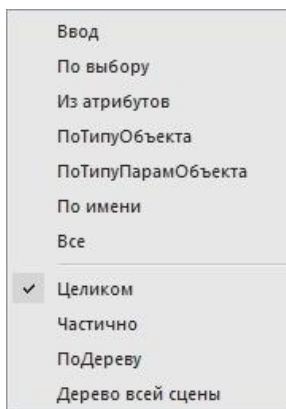 Ввод
По выбору
Из атрибутов
ПоТипуОбъекта
ПоТипуПарамОбъекта
По имени
Все
Целиком
Частично
ПоДереву
Дерево всей сцены